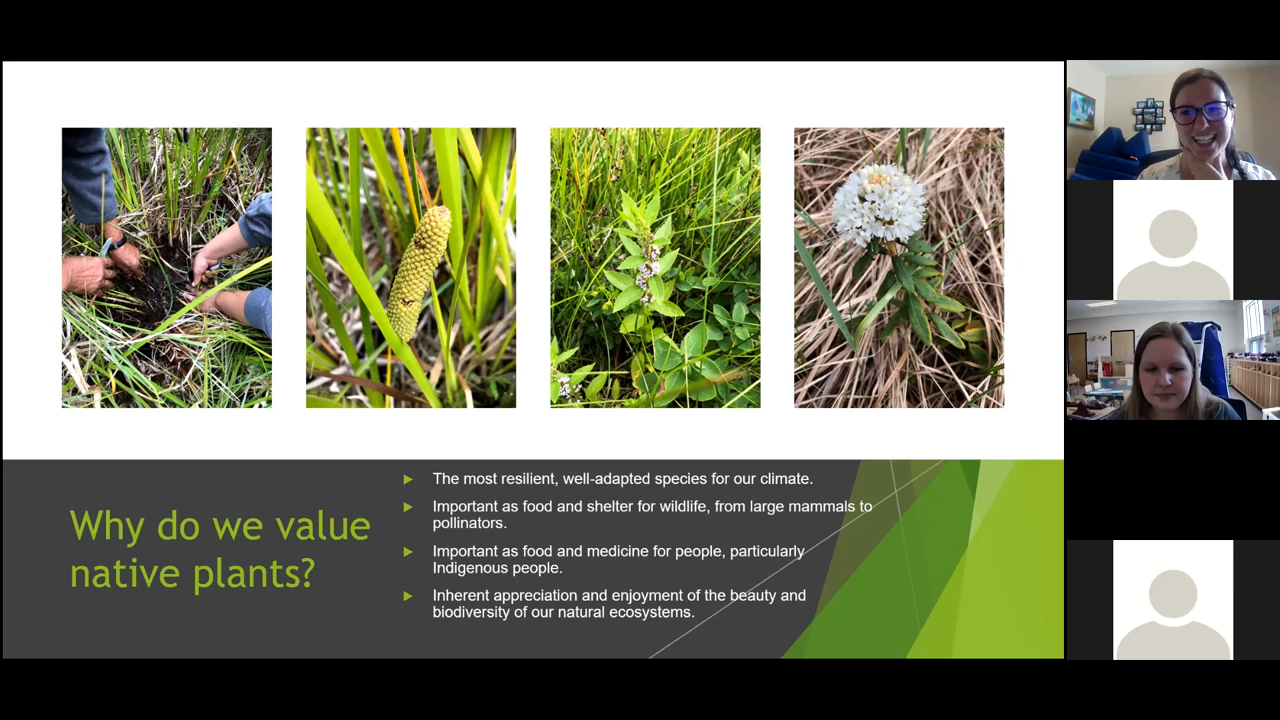 Why do we value
native plants?
The most resilient, well-adapted species for our climate.
Important as food and shelter for wildlife, from large mammals to
pollinators.
Important as food and medicine for people, particularly
Indigenous people.
Inherent appreciation and enjoyment of the beauty and
biodiversity of our natural ecosystems.